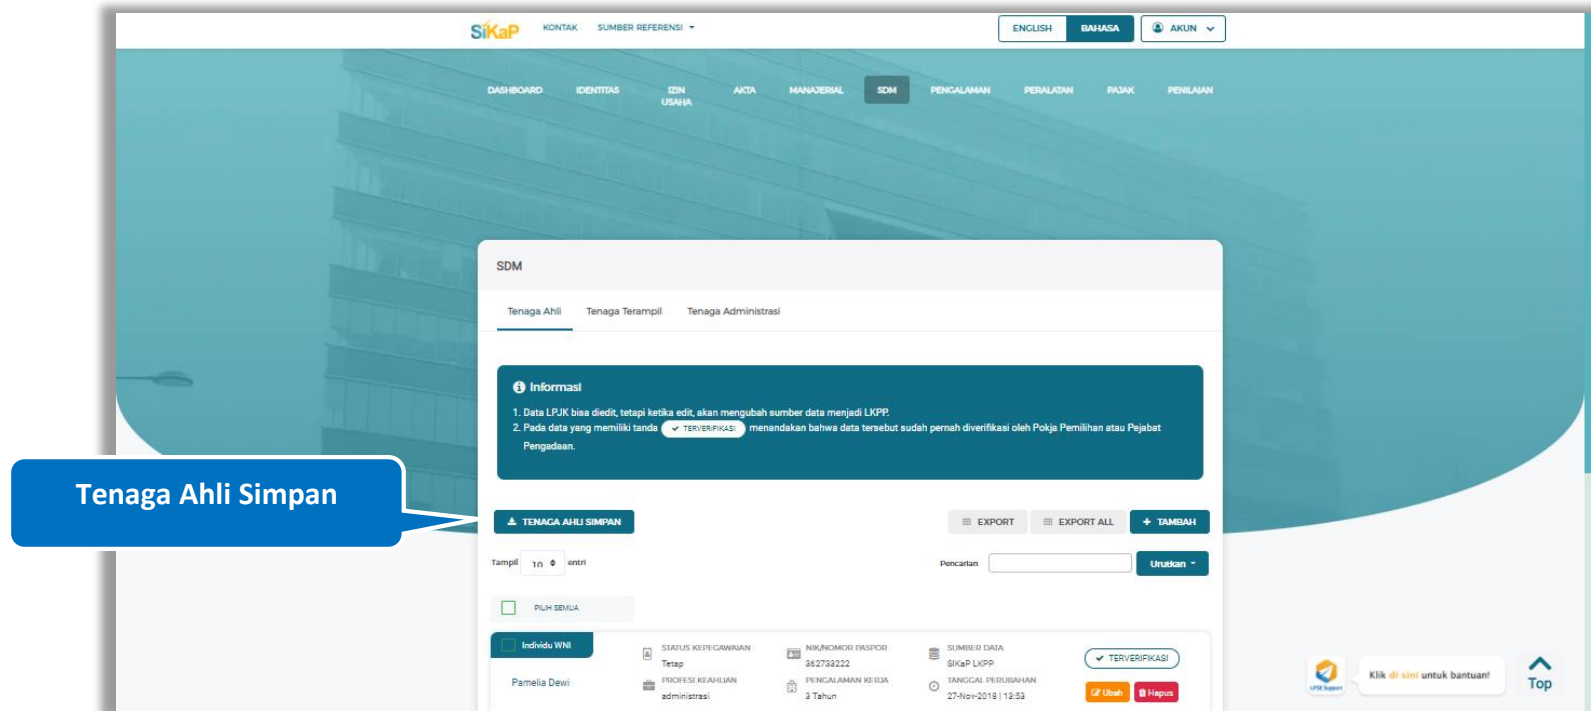 SiKaP KONTAK SUMBER REFERENSI ENGLISH BAHASA AKUN
DASHBOARD IDENTITAS IZIN USAHA AKTA MANAJERIAL SDM PENGALAMAN PERALATAN PAJAK PENILAIAN
SDM
Tenaga Ahli Tenaga Terampil Tenaga Administrasi
Informasi
1. Data LPJK bisa diedit, tetapi ketika edit, akan mengubah sumber data menjadi LKPP.
2. Pada data yang memiliki tanda TERVERIFIKASI menandakan bahwa data tersebut sudah pernah diverifikasi oleh Pokja Pemilihan atau Pejabat
Pengadaan.
Tenaga Ahli Simpan
TENAGA AHLI SIMPAN EXPORT EXPORT ALL + TAMBAH
Tampil 10 entri Pencarian Urutkan
PILIH SEMUA
Individu WNI STATUS KEPEGAWAIAN NIK/NOMOR PASPOR SUMBER DATA
Tetap 362733222 SIKaP LKPP TERVERIFIKASI
Pamelia Dewi PROFESI KEAHLIAN PENGALAMAN KERJA TANGGAL PERUBAHAN
administrasi 3 Tahun 27-Nov-2018 | 13:53 Ubah Hapus
LPSE Support Klik di sini untuk bantuan! Top